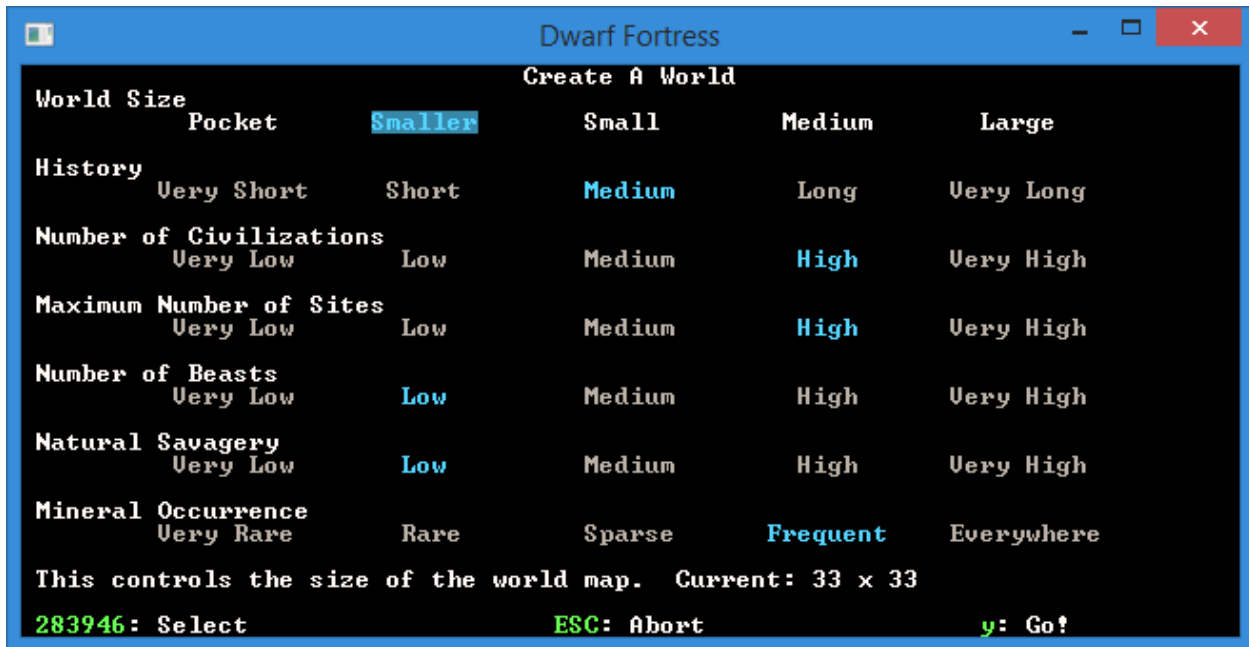 Dwarf Fortress
Create A World
World Size
Pocket Smaller Small Medium Large
History
Very Short Short Medium Long Very Long
Number of Civilizations
Very Low Low Medium High Very High
Maximum Number of Sites
Very Low Low Medium High Very High
Number of Beasts
Very Low Low Medium High Very High
Natural Savagery
Very Low Low Medium High Very High
Mineral Occurrence
Very Rare Rare Sparse Frequent Everywhere
This controls the size of the world map. Current: 33 x 33
283946: Select ESC: Abort y: Go!